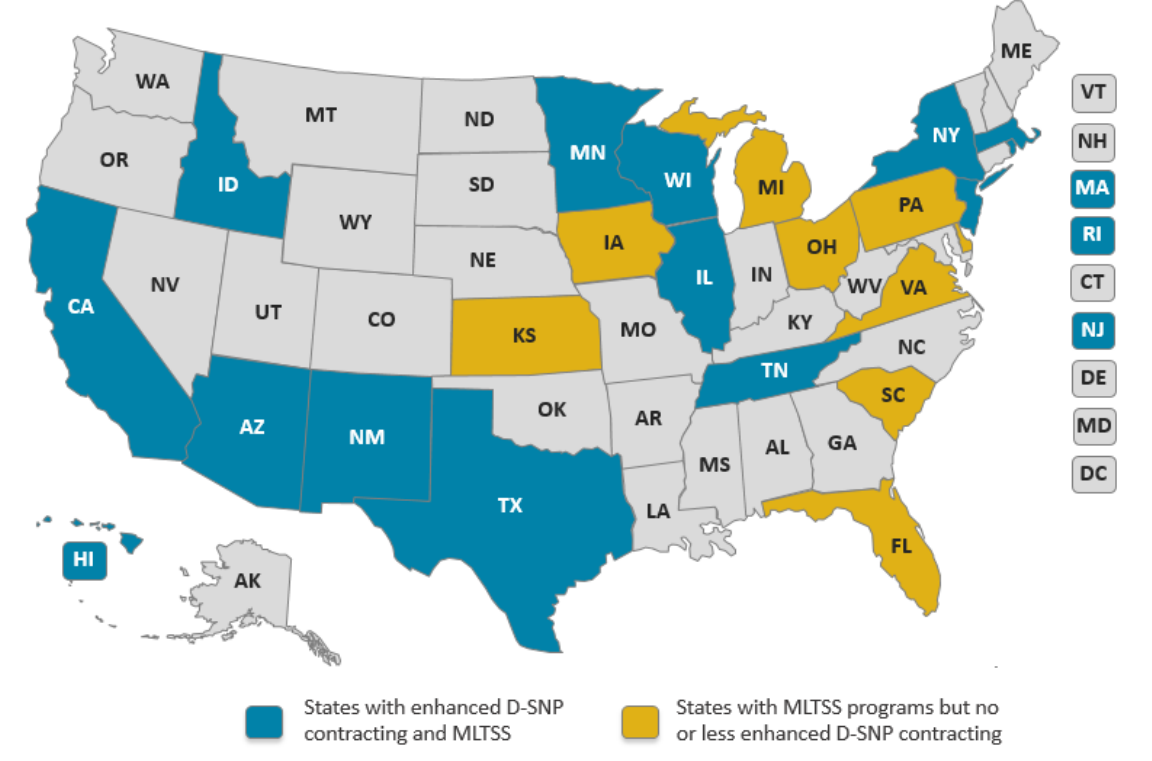 ME
WA
VT
MT
ND
NY
NH
OR
MN
ID
SD
WI
MI
MA
PA
WY
RI
IA
OH
NE
IL
IN
CT
NV
WV
VA
CA
UT
CO
KY
NJ
KS
MO
NC
TN
DE
SC
OK
AR
AZ
NM
MD
AL
GA
MS
DC
TX
LA
FL
HI
AK
States with enhanced D-SNP
contracting and MLTSS
States with MLTSS programs but no
or less enhanced D-SNP contracting